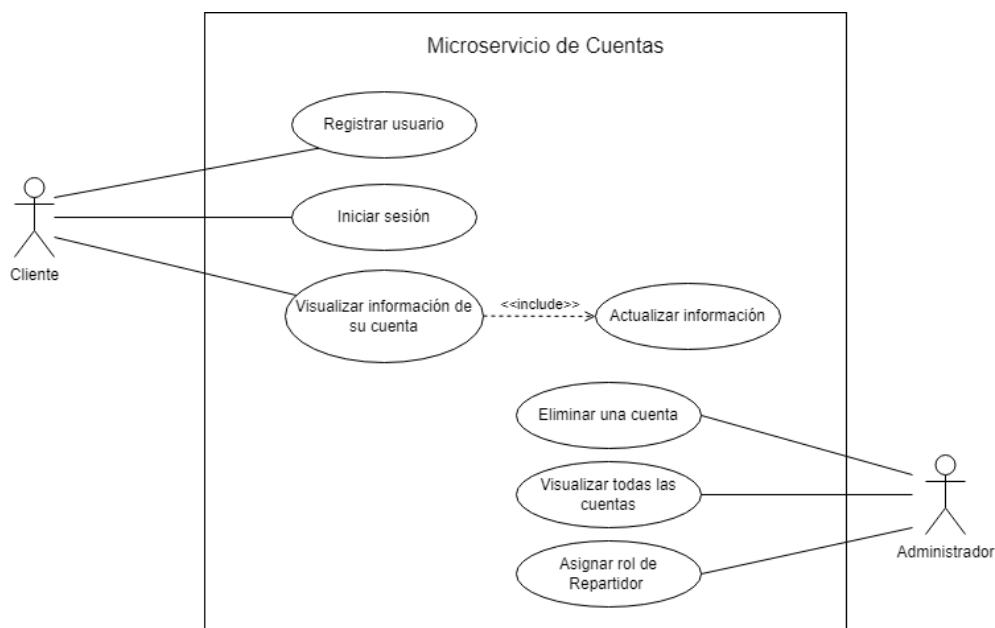 Microservicio de Cuentas
Registrar usuario
Iniciar sesión
Cliente
Visualizar información de
su cuenta
<<include>>
Actualizar información
Eliminar una cuenta
Visualizar todas las
cuentas
Administrador
Asignar rol de
Repartidor